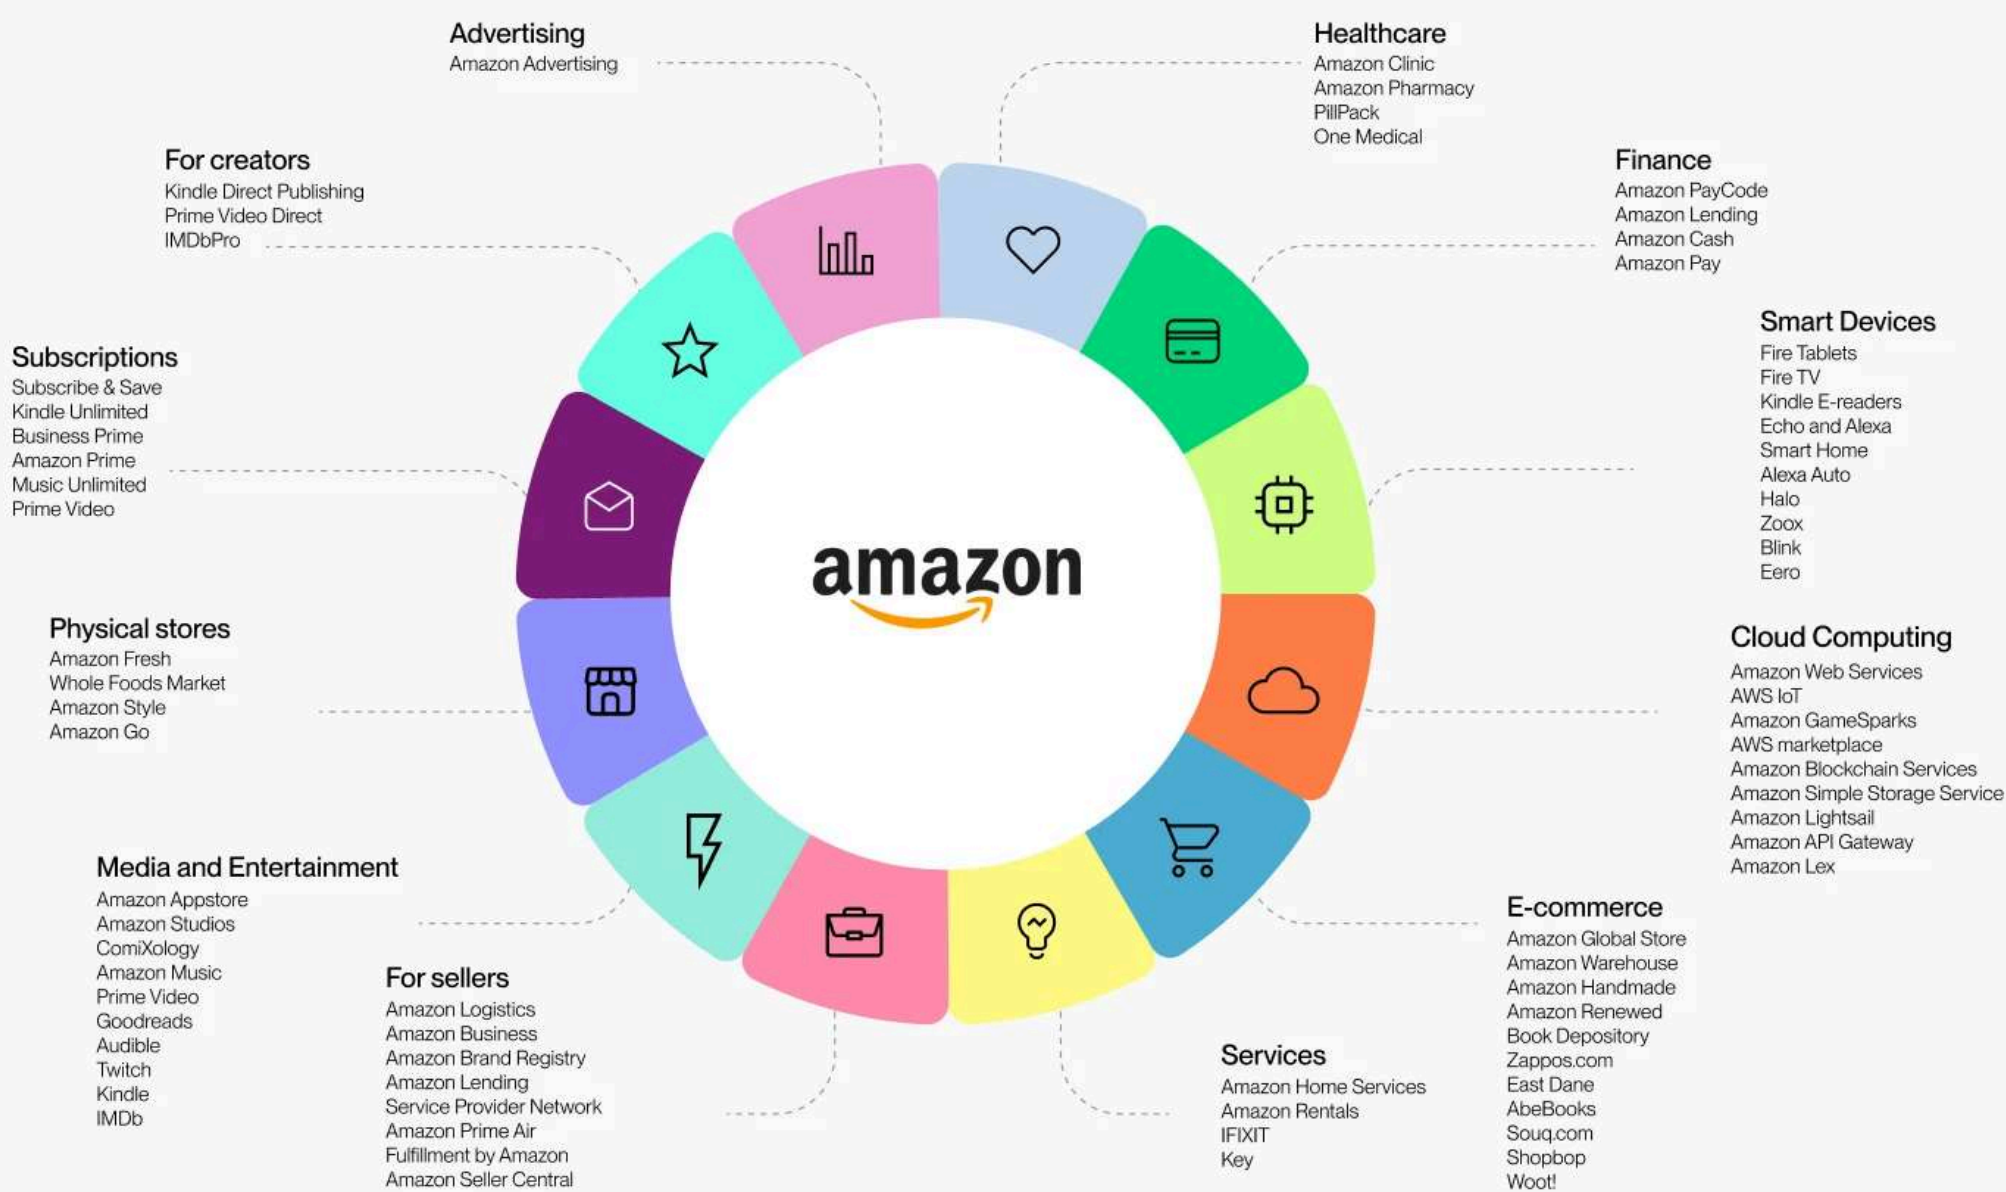 Advertising
Amazon Advertising
Healthcare
Amazon Clinic
Amazon Pharmacy
PillPack
One Medical
For creators
Kindle Direct Publishing
Prime Video Direct
IMDbPro
Finance
Amazon PayCode
Amazon Lending
Amazon Cash
Amazon Pay
Subscriptions
Subscribe & Save
Kindle Unlimited
Business Prime
Amazon Prime
Music Unlimited
Prime Video
Smart Devices
Fire Tablets
Fire TV
Kindle E-readers
Echo and Alexa
Smart Home
Alexa Auto
Halo
Zoox
Blink
Eero
amazon
Physical stores
Amazon Fresh
Whole Foods Market
Amazon Style
Amazon Go
Cloud Computing
Amazon Web Services
AWS IoT
Amazon GameSparks
AWS marketplace
Amazon Blockchain Services
Amazon Simple Storage Service
Amazon Lightsail
Amazon API Gateway
Amazon Lex
Media and Entertainment
Amazon Appstore
Amazon Studios
ComiXology
Amazon Music
Prime Video
Goodreads
Audible
Twitch
Kindle
IMDb
For sellers
Amazon Logistics
Amazon Business
Amazon Brand Registry
Amazon Lending
Service Provider Network
Amazon Prime Air
Fulfillment by Amazon
Amazon Seller Central
Services
Amazon Home Services
Amazon Rentals
IFIXIT
Key
E-commerce
Amazon Global Store
Amazon Warehouse
Amazon Handmade
Amazon Renewed
Book Depository
Zappos.com
East Dane
AbeBooks
Souq.com
Shopbop
Woot!